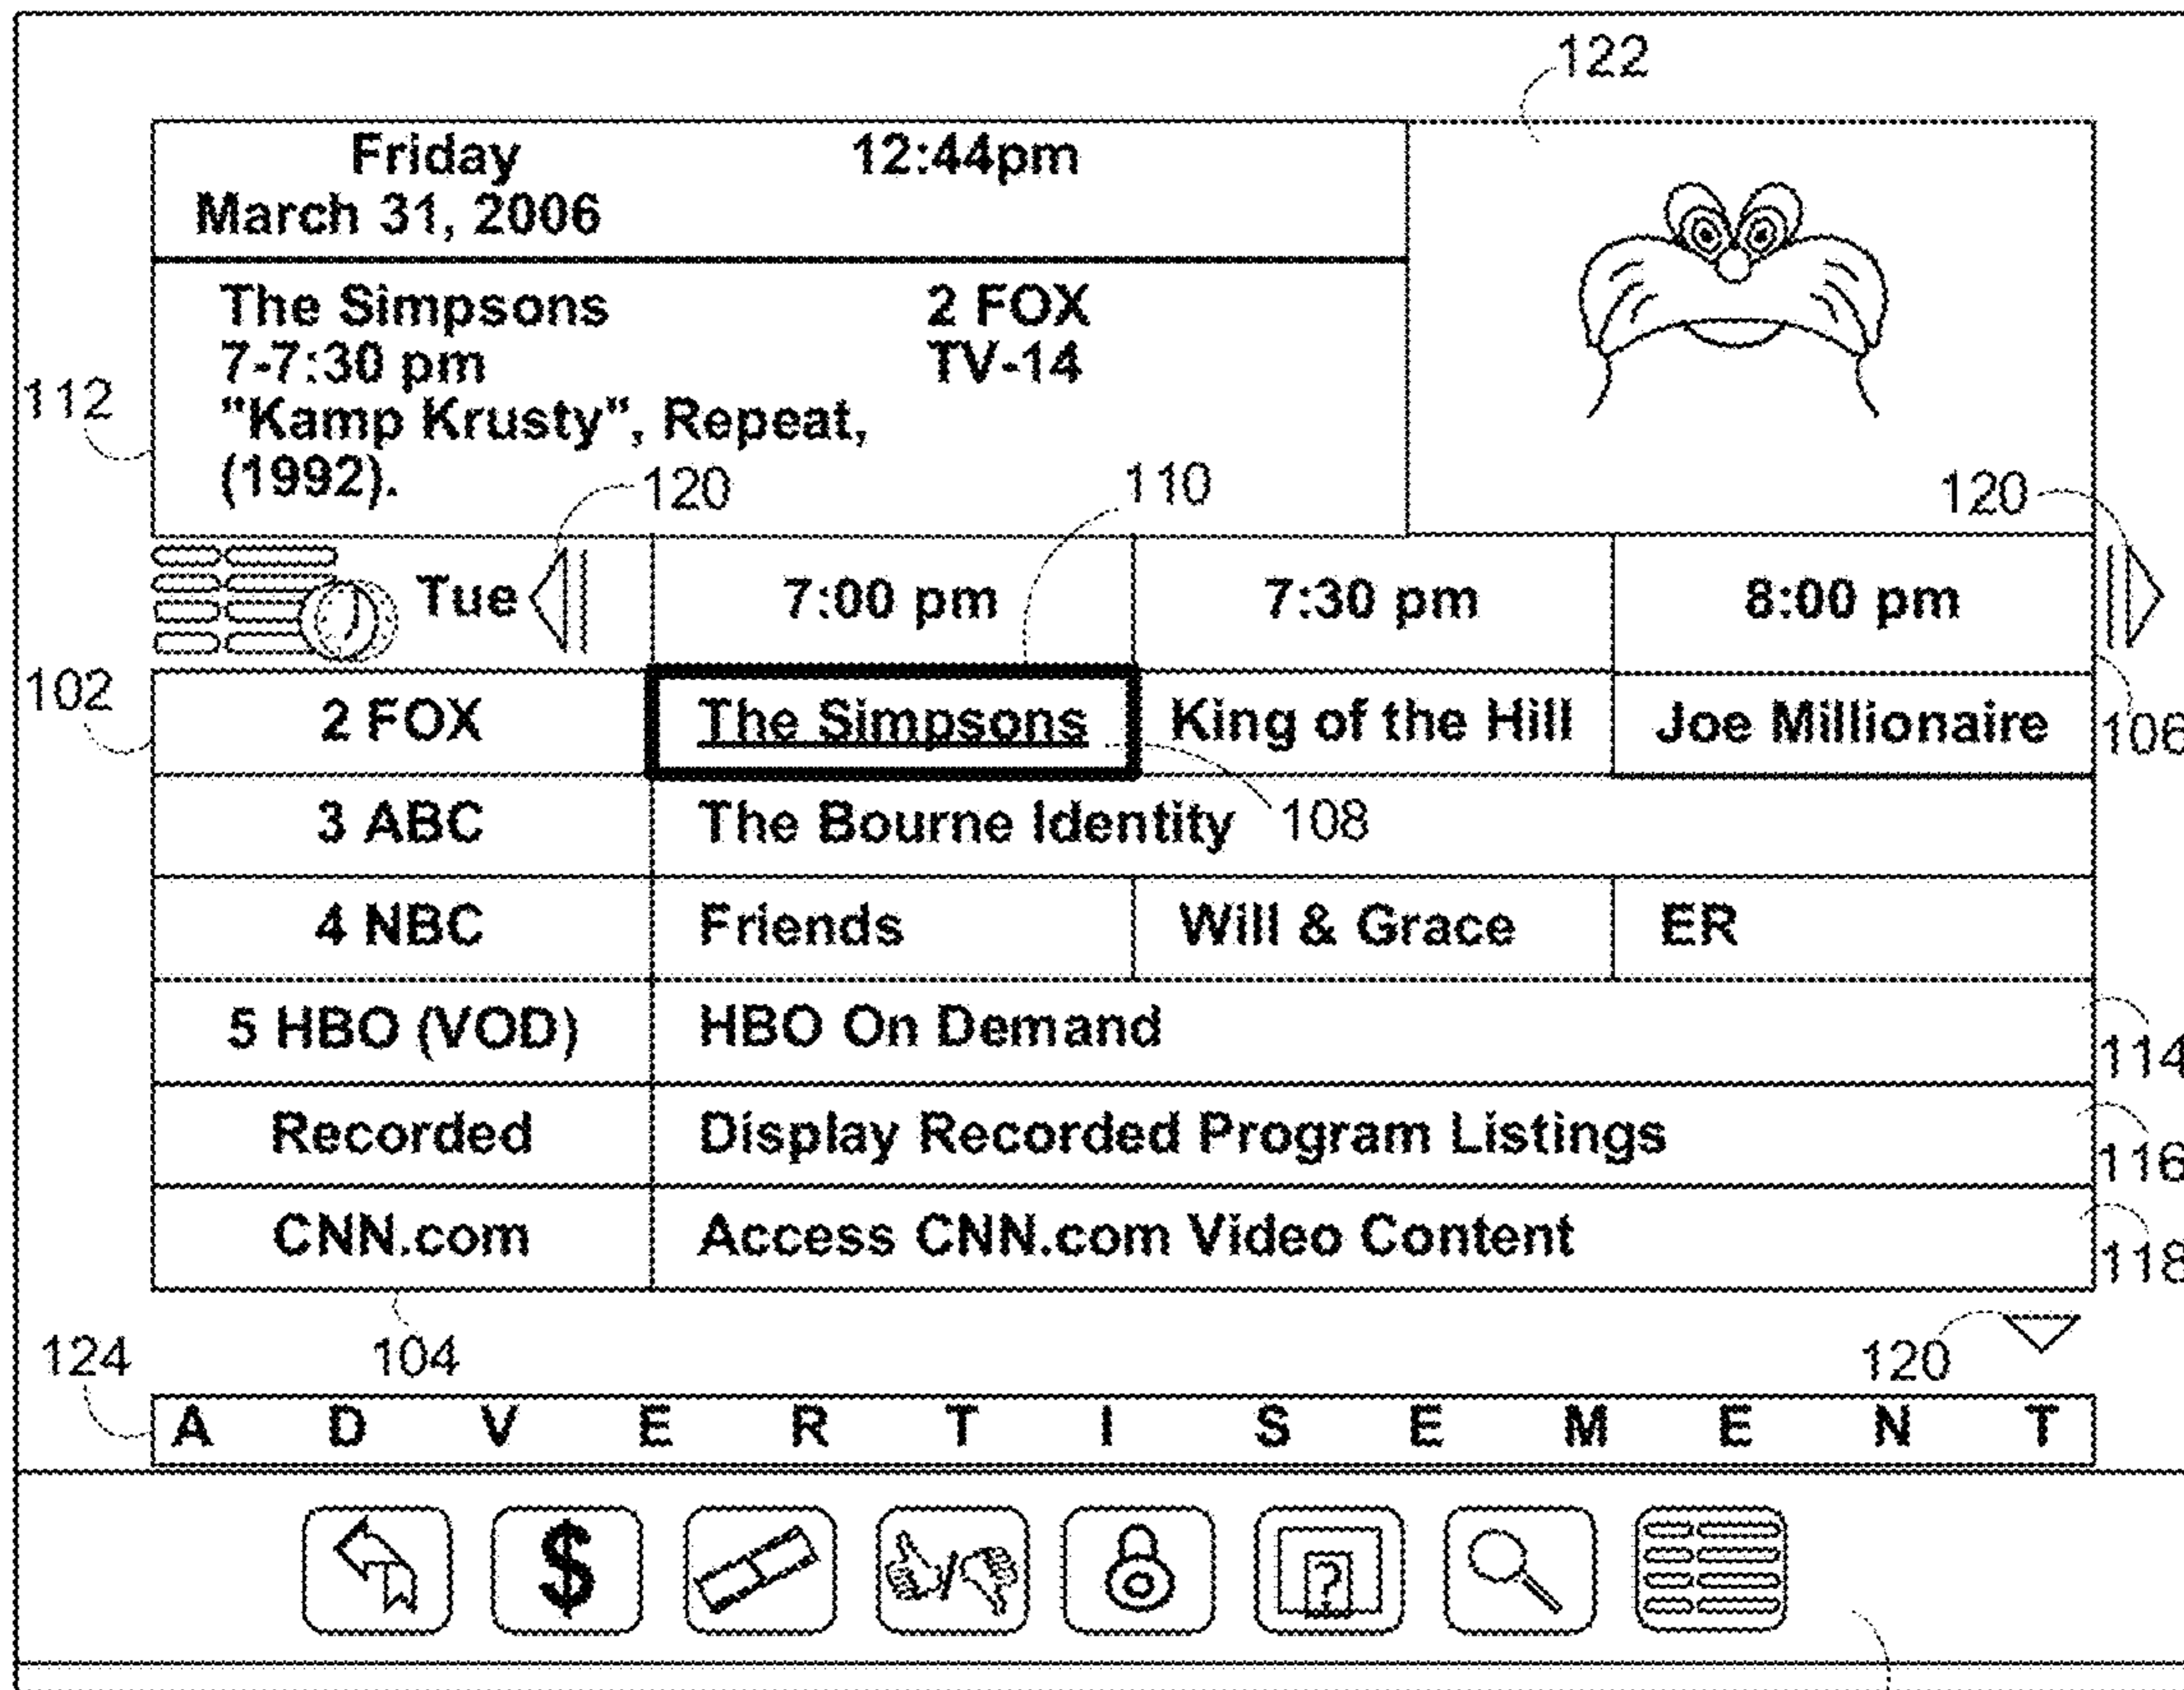 122
Friday 12:44pm
March 31, 2006
The Simpsons 2 FOX
7-7:30 pm TV-14
112
"Kamp Krusty", Repeat,
(1992).
120 110 120
Tue 7:00 pm 7:30 pm 8:00 pm
102 2 FOX The Simpsons King of the Hill Joe Millionaire 106
3 ABC The Bourne Identity 108
4 NBC Friends Will & Grace ER
5 HBO (VOD) HBO On Demand 114
Recorded Display Recorded Program Listings 116
CNN.com Access CNN.com Video Content 118
124 104 120
A D V E R T I S E M E N T
$ / ?